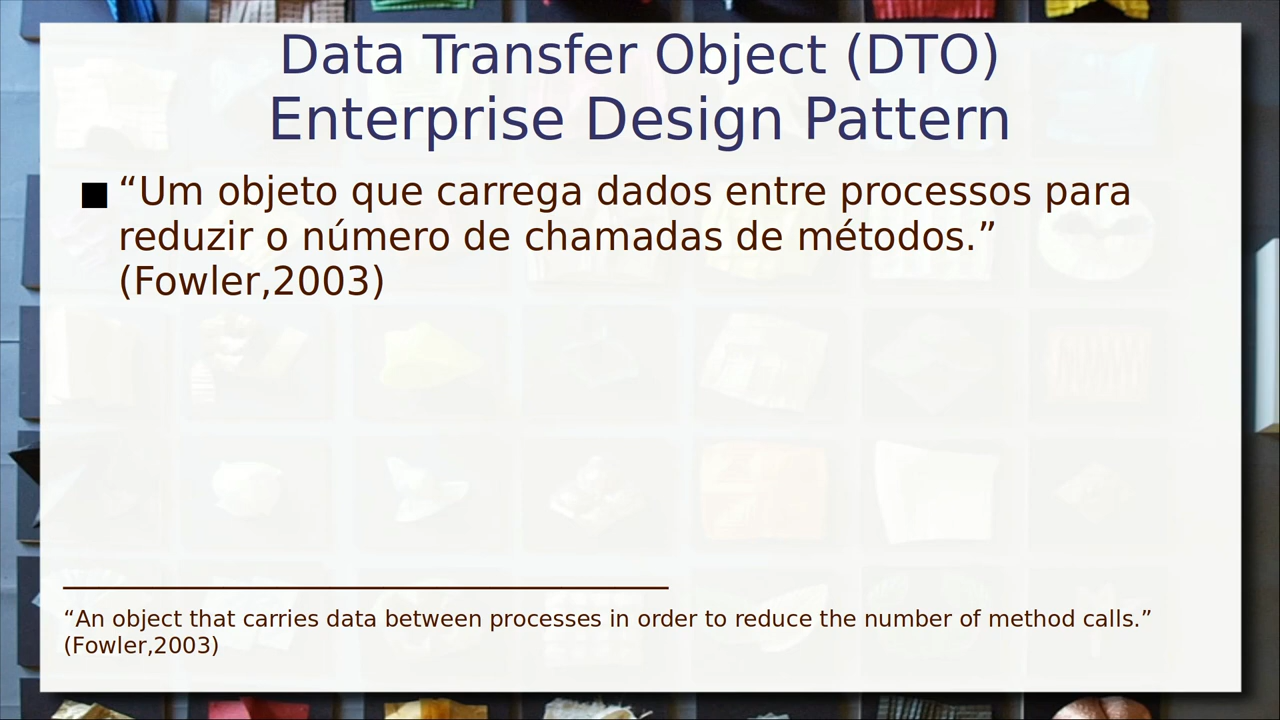 Data Transfer Object (DTO)
Enterprise Design Pattern
“Um objeto que carrega dados entre processos para
reduzir o número de chamadas de métodos.”
(Fowler,2003)
“An object that carries data between processes in order to reduce the number of method calls.”
(Fowler,2003)